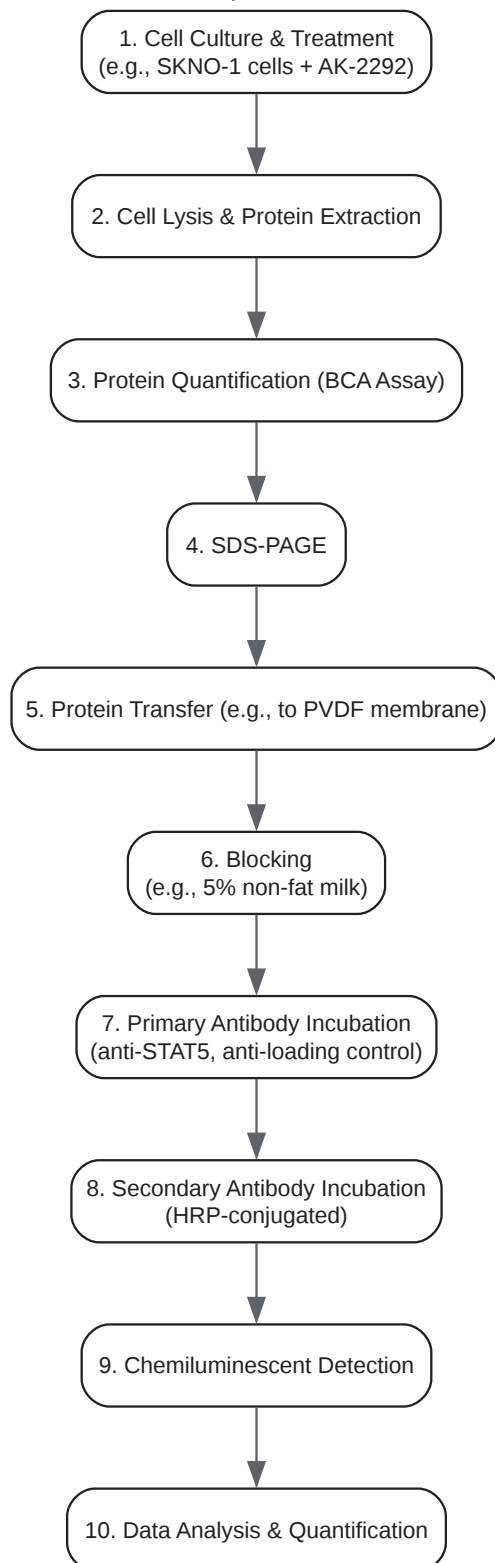 1. Cell Culture & Treatment
(e.g., SKNO-1 cells + AK-2292)
2. Cell Lysis & Protein Extraction
3. Protein Quantification (BCA Assay)
4. SDS-PAGE
5. Protein Transfer (e.g., to PVDF membrane)
6. Blocking
(e.g., 5% non-fat milk)
7. Primary Antibody Incubation
(anti-STAT5, anti-loading control)
8. Secondary Antibody Incubation
(HRP-conjugated)
9. Chemiluminescent Detection
10. Data Analysis & Quantification